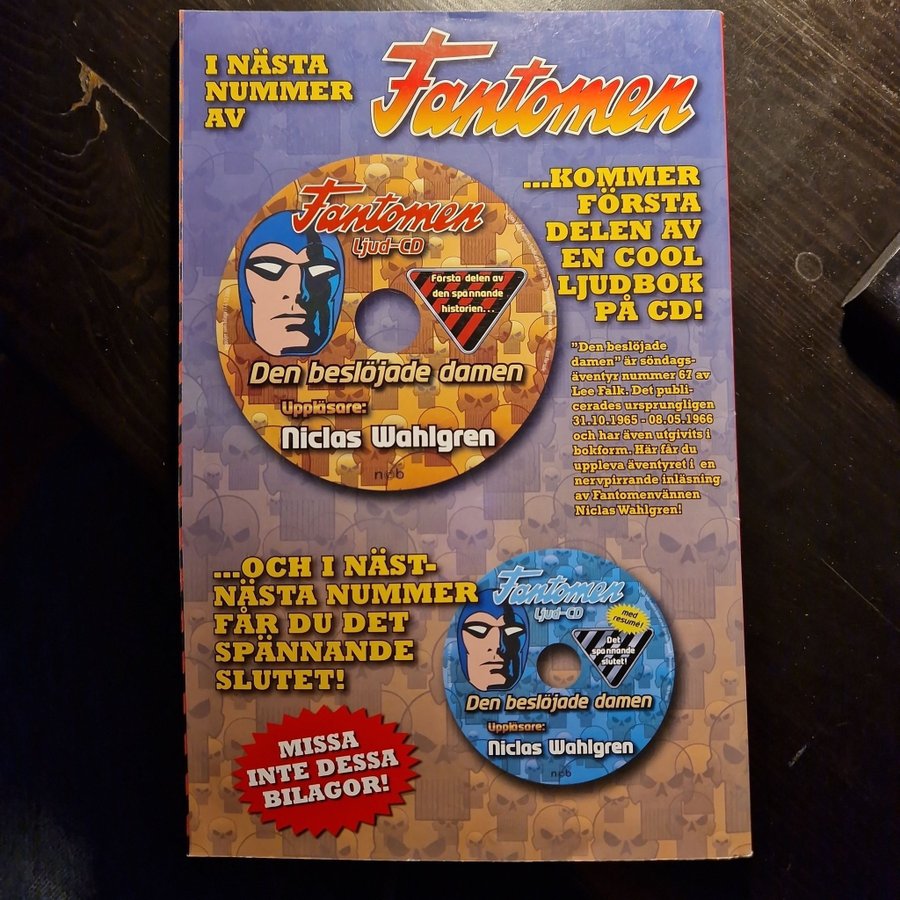 I NÄSTA
NUMMER
AV
Fantomen
...KOMMER
FÖRSTA
DELEN AV
EN COOL
LJUDBOK
PÅ CD!
Fantomen
Ljud-CD
Första delen av
den spännande
historien...
Den beslöjade damen
Uppläsare:
Niclas Wahlgren
npb
"Den beslöjade
damen" är söndags-
äventyr nummer 67 av
Lee Falk. Det publi-
cerades ursprungligen
31.10.1965 - 08.05.1966
och har även utgivits i
bokform. Här får du
uppleva äventyret i en
nervpirrande inläsning
av Fantomenvännen
Niclas Wahlgren!
...OCH I NÄST-
NÄSTA NUMMER
FÅR DU DET
SPÄNNANDE
SLUTET!
Fantomen
Ljud-CD
med
resumé!
Det
spännande
slutet!
Den beslöjade damen
Uppläsare:
Niclas Wahlgren
npb
MISSA
INTE DESSA
BILAGOR!